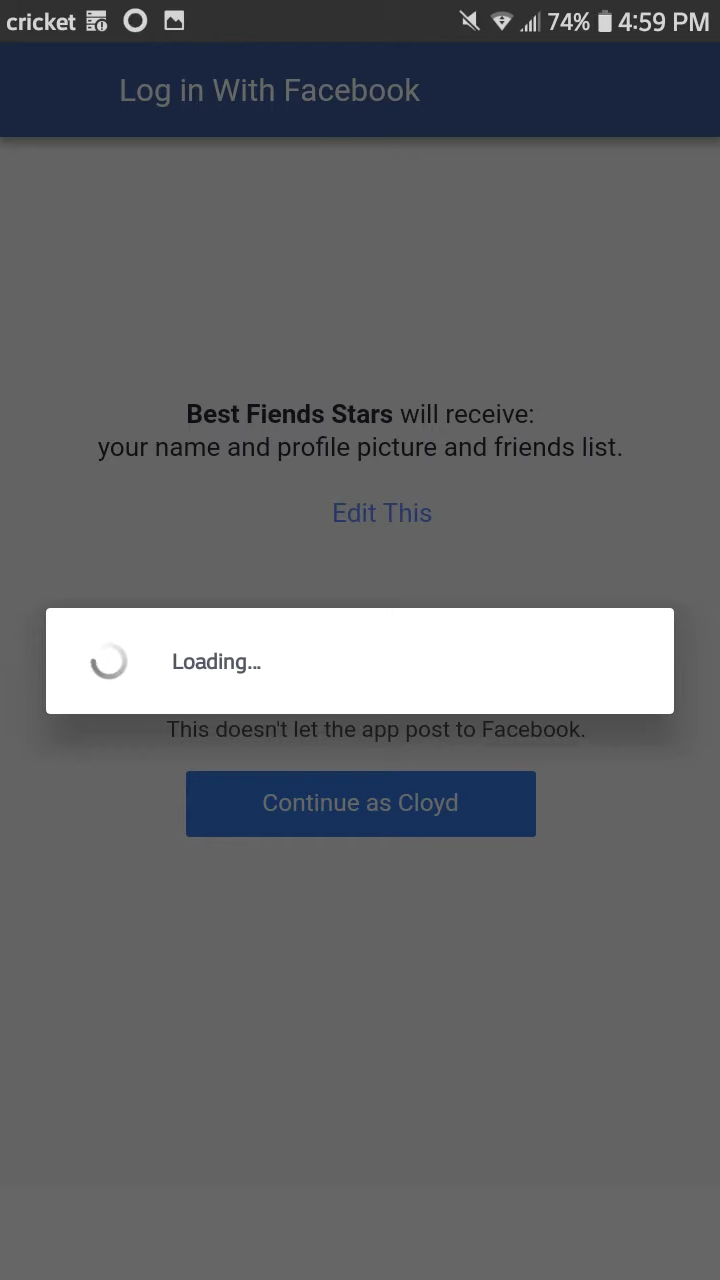 cricket 74% 4:59 PM
Log in With Facebook
Best Fiends Stars will receive:
your name and profile picture and friends list.
Edit This
Loading...
This doesn't let the app post to Facebook.
Continue as Cloyd